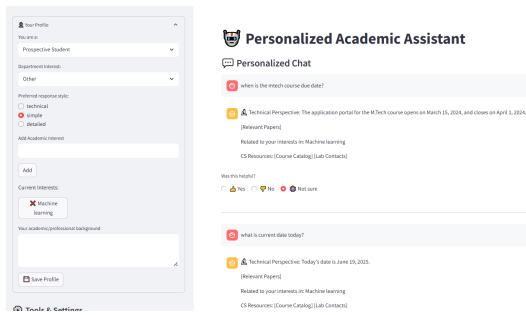 Your Profile
You are a:
Prospective Student
Department Interest:
Other
Preferred response style:
technical
simple
detailed
Add Academic Interest
Add
Current Interests:
Machine
learning
Your academic/professional background
Save Profile
Tools & Settings
Personalized Academic Assistant
Personalized Chat
when is the mtech course due date?
Technical Perspective: The application portal for the M.Tech course opens on March 15, 2024, and closes on April 1, 2024.
[Relevant Papers]
Related to your interests in: Machine learning
CS Resources: [Course Catalog] [Lab Contacts]
Was this helpful?
Yes
No
Not sure
what is current date today?
Technical Perspective: Today's date is June 19, 2025.
[Relevant Papers]
Related to your interests in: Machine learning
CS Resources: [Course Catalog] [Lab Contacts]